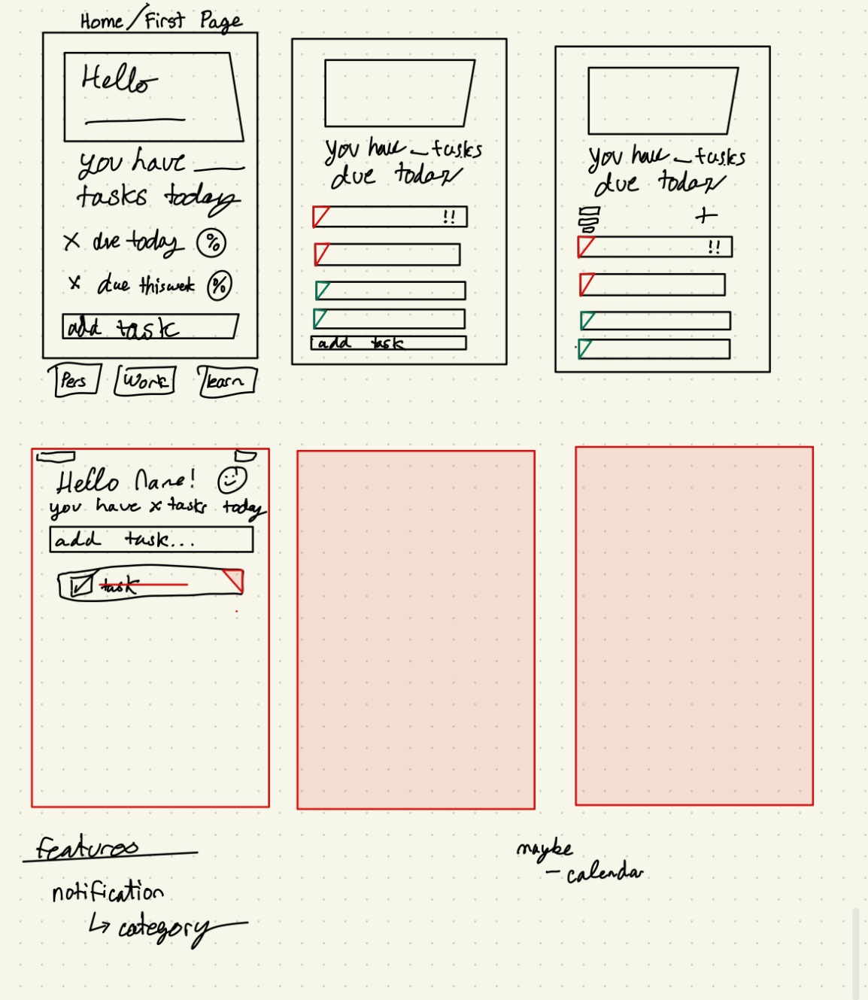 Home/First Page
Hello
you have
tasks today
X due today %
X due this week %
add task
Pers Work learn
you have _ tasks
due today
!!
add task
you have _ tasks
due today
+
!!
Hello Name!
you have x tasks today
add task...
task
features
notification
↳ category
maybe
- calendar